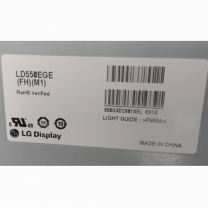 LD550EGE
(FH)(M1)
RoHS Verified
LIGHT GUIDE : >PMMA<
LG Display
MADE IN CHINA